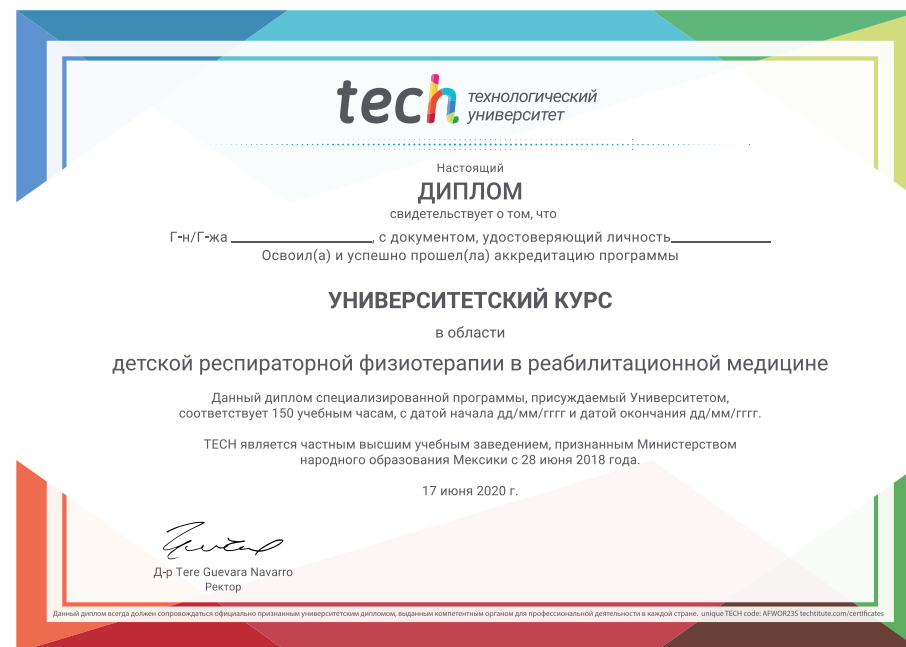 tech технологический
университет
Настоящий
ДИПЛОМ
свидетельствует о том, что
Г-н/Г-жа , с документом, удостоверяющий личность
Освоил(а) и успешно прошел(ла) аккредитацию программы
УНИВЕРСИТЕТСКИЙ КУРС
в области
детской респираторной физиотерапии в реабилитационной медицине
Данный диплом специализированной программы, присуждаемый Университетом,
соответствует 150 учебным часам, с датой начала дд/мм/гггг и датой окончания дд/мм/гггг.
TECH является частным высшим учебным заведением, признанным Министерством
народного образования Мексики с 28 июня 2018 года.
17 июня 2020 г.
Д-р Tere Guevara Navarro
Ректор
Данный диплом всегда должен сопровождаться официально признанным университетским дипломом, выданным компетентным органом для профессиональной деятельности в каждой стране. unique TECH code: AFWOR23S techtitute.com/certificates